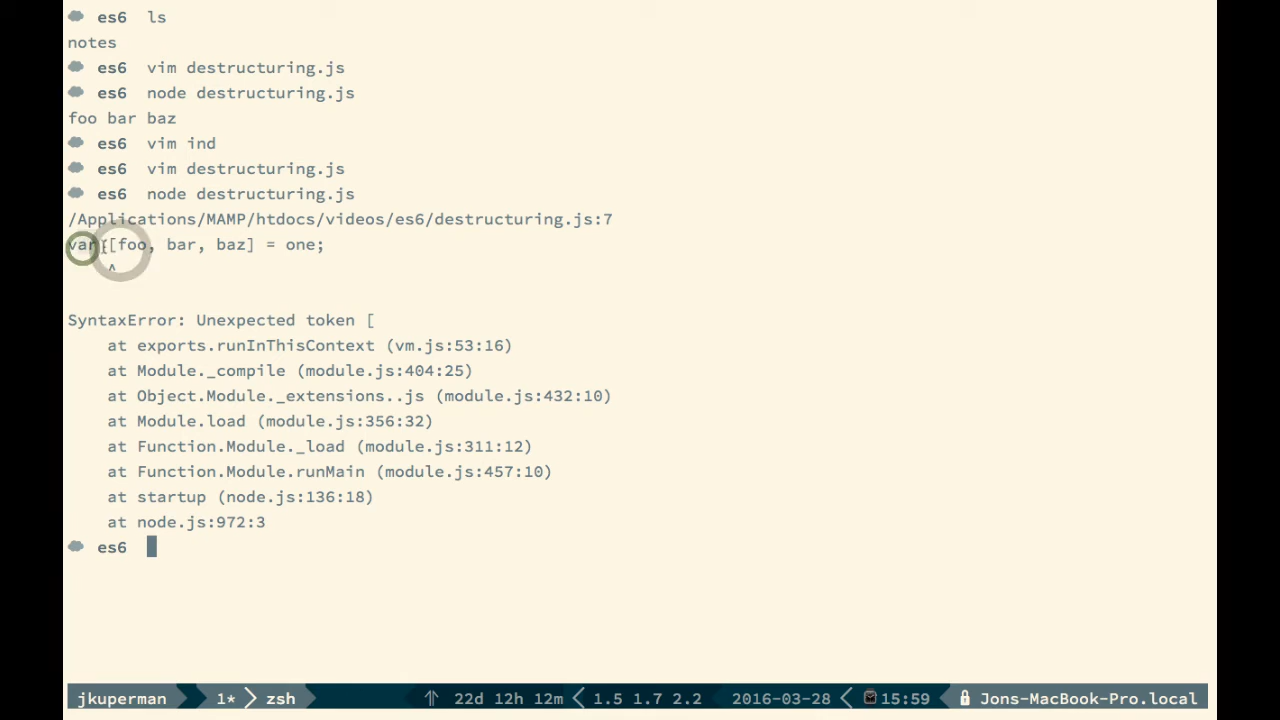 es6 ls
notes
es6 vim destructuring.js
es6 node destructuring.js
foo bar baz
es6 vim ind
es6 vim destructuring.js
es6 node destructuring.js
/Applications/MAMP/htdocs/videos/es6/destructuring.js:7
var [foo, bar, baz] = one;
^
SyntaxError: Unexpected token [
at exports.runInThisContext (vm.js:53:16)
at Module._compile (module.js:404:25)
at Object.Module._extensions..js (module.js:432:10)
at Module.load (module.js:356:32)
at Function.Module._load (module.js:311:12)
at Function.Module.runMain (module.js:457:10)
at startup (node.js:136:18)
at node.js:972:3
es6
jkuperman 1* zsh 22d 12h 12m 1.5 1.7 2.2 2016-03-28 15:59 Jons-MacBook-Pro.local